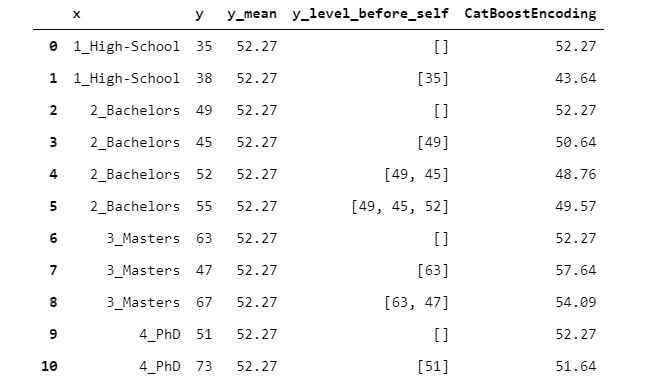 x y y_mean y_level_before_self CatBoostEncoding
0 1_High-School 35 52.27 [] 52.27
1 1_High-School 38 52.27 [35] 43.64
2 2_Bachelors 49 52.27 [] 52.27
3 2_Bachelors 45 52.27 [49] 50.64
4 2_Bachelors 52 52.27 [49, 45] 48.76
5 2_Bachelors 55 52.27 [49, 45, 52] 49.57
6 3_Masters 63 52.27 [] 52.27
7 3_Masters 47 52.27 [63] 57.64
8 3_Masters 67 52.27 [63, 47] 54.09
9 4_PhD 51 52.27 [] 52.27
10 4_PhD 73 52.27 [51] 51.64